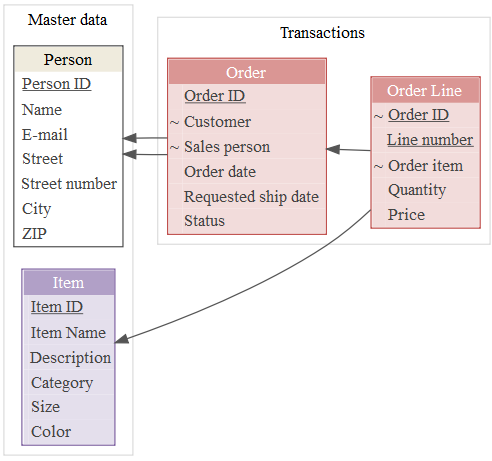 Master data
Person
Person ID
Name
E-mail
Street
Street number
City
ZIP
Item
Item ID
Item Name
Description
Category
Size
Color
Transactions
Order
Order ID
~ Customer
~ Sales person
Order date
Requested ship date
Status
Order Line
~ Order ID
Line number
~ Order item
Quantity
Price